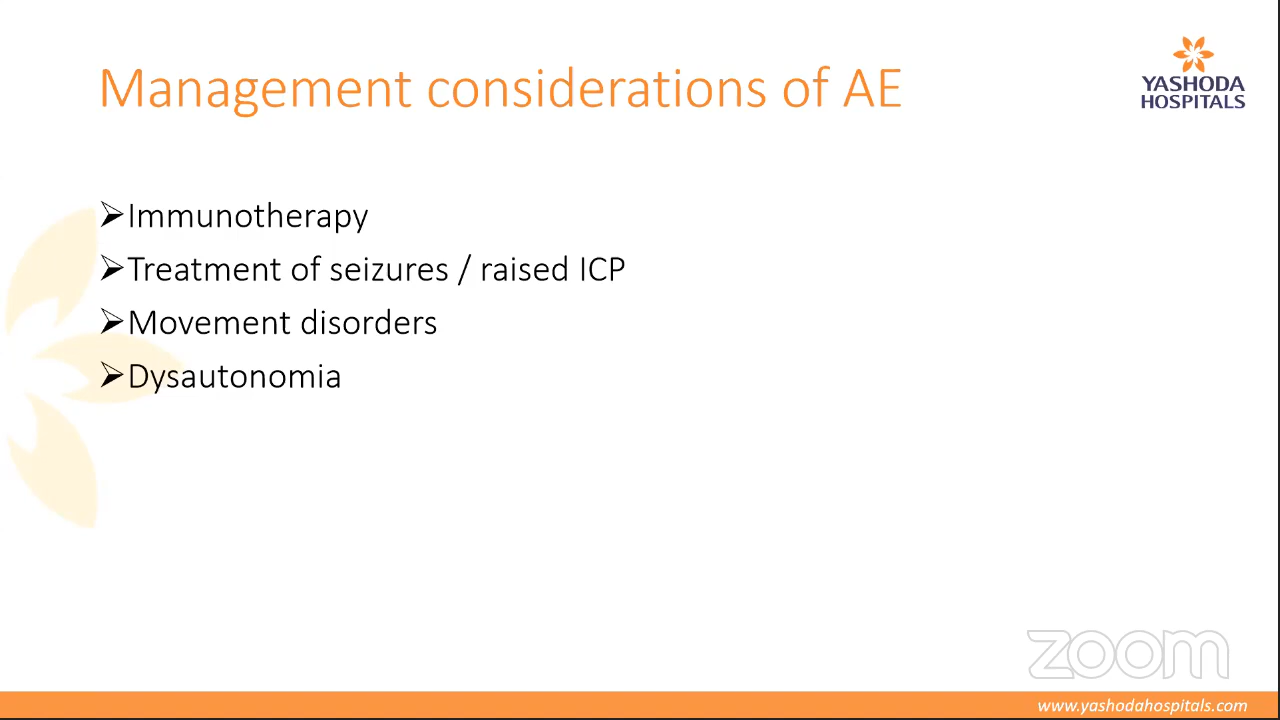 Management considerations of AE
YASHODA
HOSPITALS
➢Immunotherapy
➢Treatment of seizures / raised ICP
➢Movement disorders
➢Dysautonomia
zoom
www.yashodahospitals.com